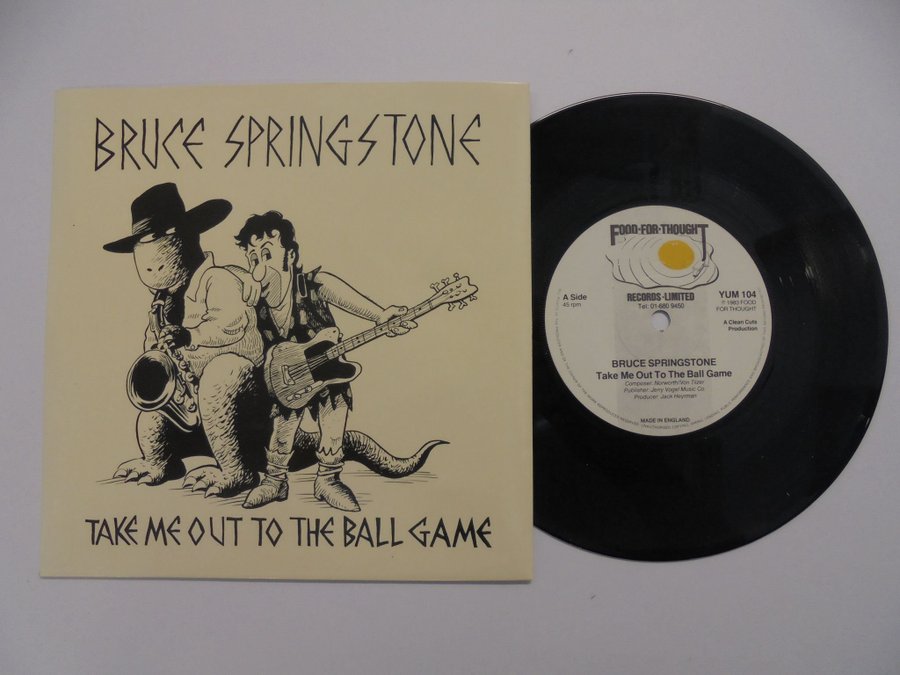 BRUCE SPRINGSTONE
TAKE ME OUT TO THE BALL GAME
FOOD-FOR-THOUGHT
RECORDS-LIMITED
Tel: 01-680 9450
A Side
45 rpm
YUM 104
℗ 1983 FOOD
FOR THOUGHT
A Clean Cuts
Production
BRUCE SPRINGSTONE
Take Me Out To The Ball Game
Composer: Norworth/Von Tilzer
Publisher: Jerry Vogel Music Co.
Producer: Jack Heyrman
MADE IN ENGLAND